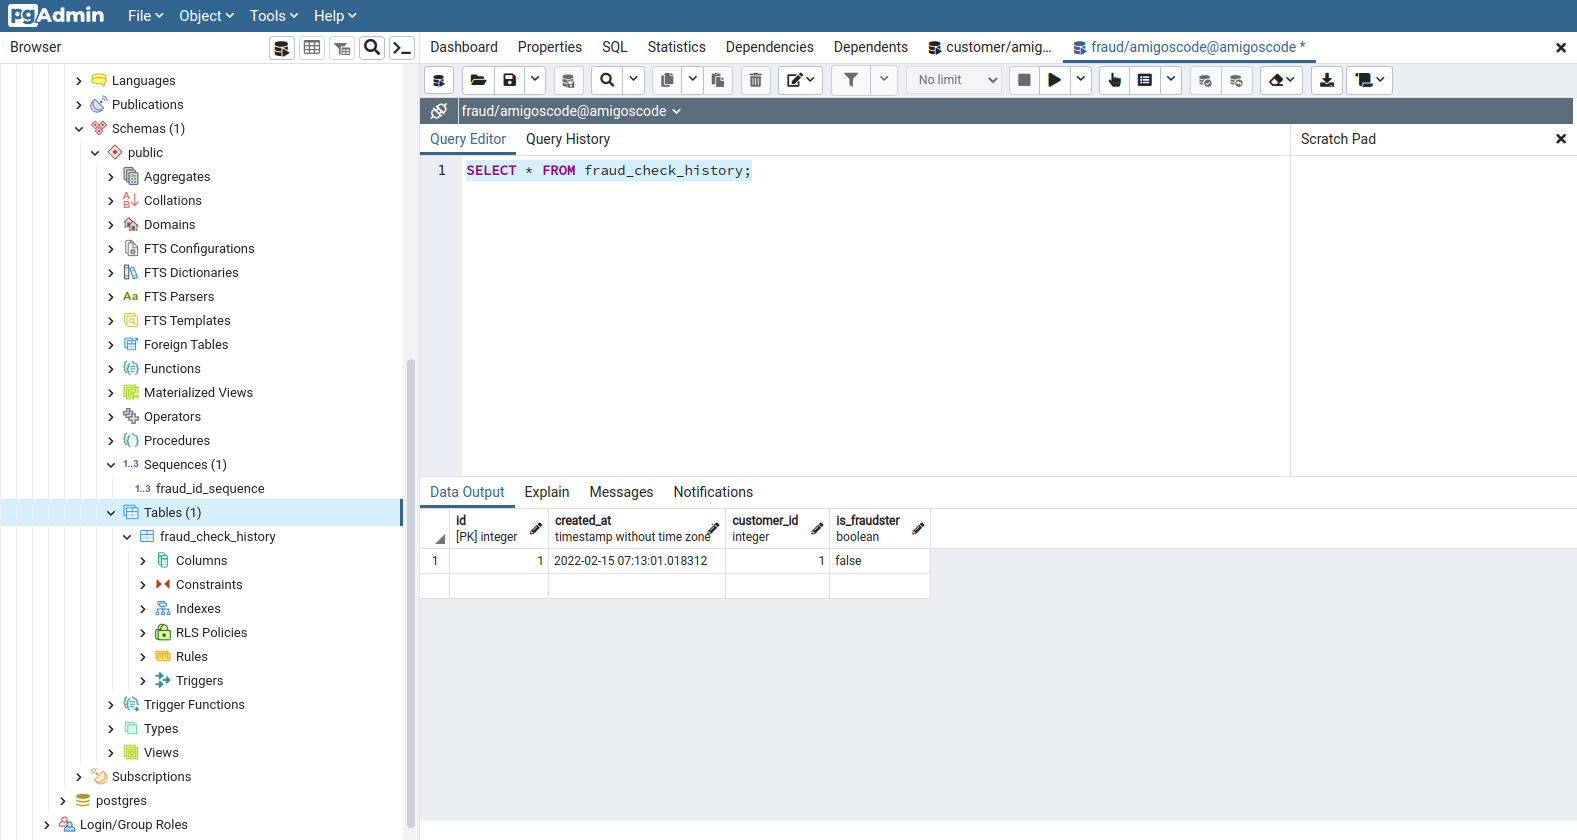 pgAdmin File Object Tools Help
Browser
Dashboard Properties SQL Statistics Dependencies Dependents customer/amig... fraud/amigoscode@amigoscode *
No limit
fraud/amigoscode@amigoscode
Query Editor Query History
Scratch Pad
1 SELECT * FROM fraud_check_history;
Languages
Publications
Schemas (1)
public
Aggregates
Collations
Domains
FTS Configurations
FTS Dictionaries
Aa FTS Parsers
FTS Templates
Foreign Tables
Functions
Materialized Views
Operators
Procedures
1..3 Sequences (1)
1..3 fraud_id_sequence
Tables (1)
fraud_check_history
Columns
Constraints
Indexes
RLS Policies
Rules
Triggers
Trigger Functions
Types
Views
Subscriptions
postgres
Login/Group Roles
Data Output Explain Messages Notifications
id created_at customer_id is_fraudster
[PK] integer timestamp without time zone integer boolean
1 1 2022-02-15 07:13:01.018312 1 false